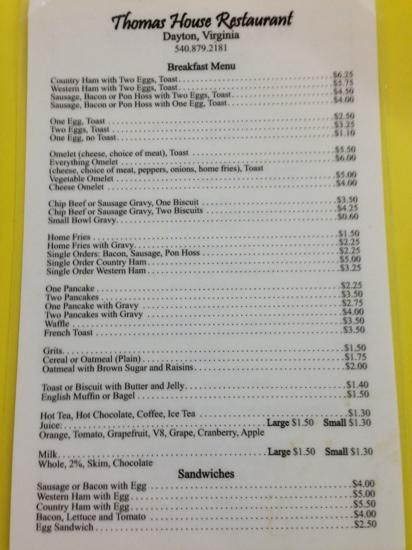 Thomas House Restaurant
Dayton, Virginia
540.879.2181
Breakfast Menu
Country Ham with Two Eggs, Toast $6.25
Western Ham with Two Eggs, Toast $5.75
Sausage, Bacon or Pon Hoss with Two Eggs, Toast $4.50
Sausage, Bacon or Pon Hoss with One Egg, Toast $4.00
One Egg, Toast $2.50
Two Eggs, Toast $3.25
One Egg, no Toast $1.10
Omelet (cheese, choice of meat), Toast $5.50
Everything Omelet $6.00
(cheese, choice of meat, peppers, onions, home fries), Toast
Vegetable Omelet $5.00
Cheese Omelet $4.00
Chip Beef or Sausage Gravy, One Biscuit $3.50
Chip Beef or Sausage Gravy, Two Biscuits $4.25
Small Bowl Gravy $0.60
Home Fries $1.50
Home Fries with Gravy $2.25
Single Orders: Bacon, Sausage, Pon Hoss $2.25
Single Order Country Ham $5.00
Single Order Western Ham $3.25
One Pancake $2.25
Two Pancakes $3.50
One Pancake with Gravy $2.75
Two Pancakes with Gravy $4.00
Waffle $3.50
French Toast $3.50
Grits $1.50
Cereal or Oatmeal (Plain) $1.75
Oatmeal with Brown Sugar and Raisins $2.00
Toast or Biscuit with Butter and Jelly $1.40
English Muffin or Bagel $1.50
Hot Tea, Hot Chocolate, Coffee, Ice Tea $1.30
Juice: Large $1.50 Small $1.30
Orange, Tomato, Grapefruit, V8, Grape, Cranberry, Apple
Milk Large $1.50 Small $1.30
Whole, 2%, Skim, Chocolate
Sandwiches
Sausage or Bacon with Egg $4.00
Western Ham with Egg $5.00
Country Ham with Egg $5.50
Bacon, Lettuce and Tomato $4.00
Egg Sandwich $2.50